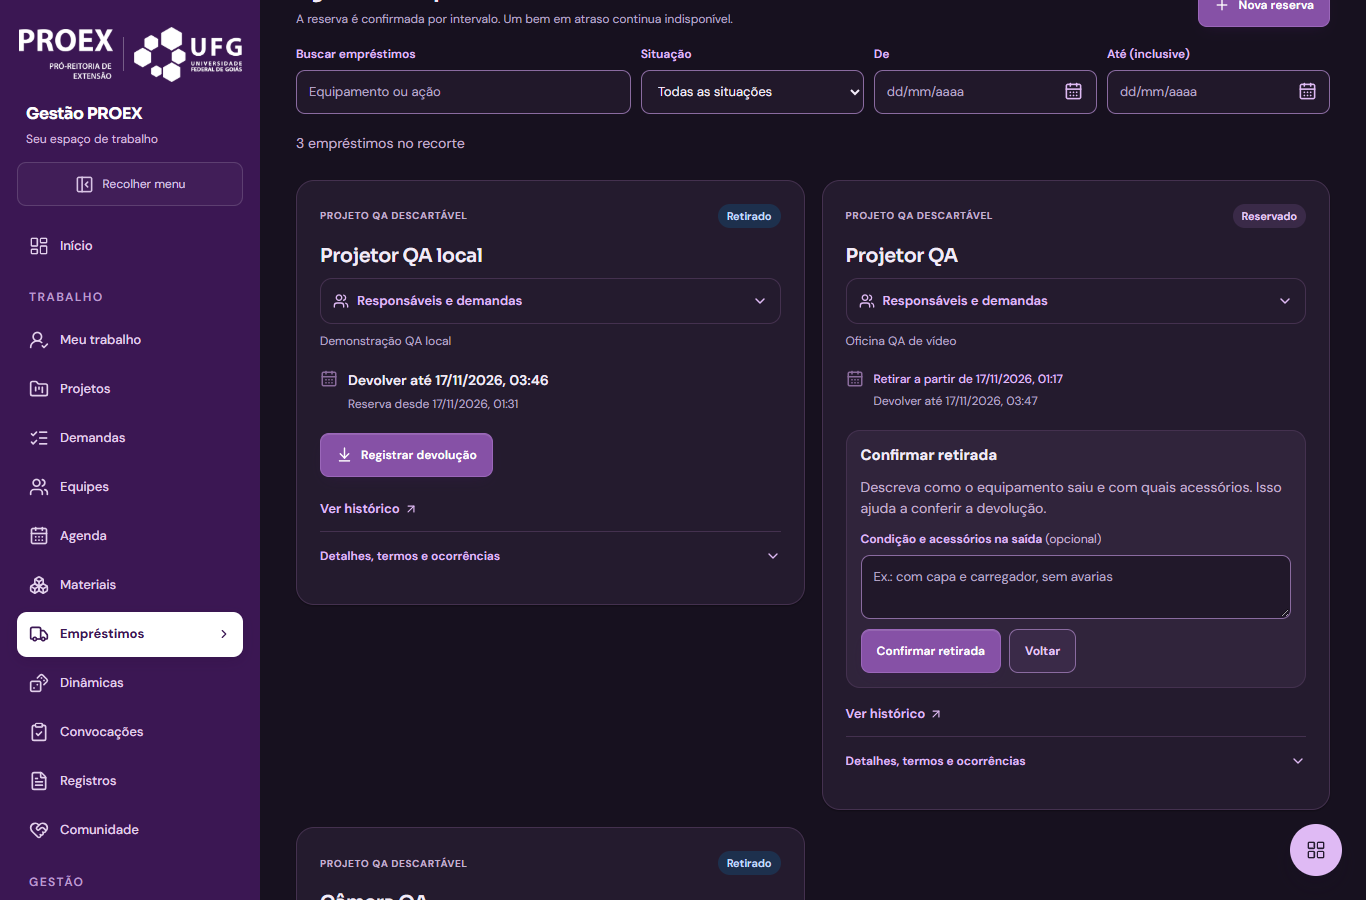 PROEX
PRÓ-REITORIA DE
EXTENSÃO
UFG
UNIVERSIDADE
FEDERAL DE GOIÁS
Gestão PROEX
Seu espaço de trabalho
Recolher menu
Início
TRABALHO
Meu trabalho
Projetos
Demandas
Equipes
Agenda
Materiais
Empréstimos
Dinâmicas
Convocações
Registros
Comunidade
GESTÃO
A reserva é confirmada por intervalo. Um bem em atraso continua indisponível.
Nova reserva
Buscar empréstimos
Equipamento ou ação
Situação
Todas as situações
De
dd/mm/aaaa
Até (inclusive)
dd/mm/aaaa
3 empréstimos no recorte
PROJETO QA DESCARTÁVEL
Retirado
Projetor QA local
Responsáveis e demandas
Demonstração QA local
Devolver até 17/11/2026, 03:46
Reserva desde 17/11/2026, 01:31
Registrar devolução
Ver histórico
Detalhes, termos e ocorrências
PROJETO QA DESCARTÁVEL
Reservado
Projetor QA
Responsáveis e demandas
Oficina QA de vídeo
Retirar a partir de 17/11/2026, 01:17
Devolver até 17/11/2026, 03:47
Confirmar retirada
Descreva como o equipamento saiu e com quais acessórios. Isso
ajuda a conferir a devolução.
Condição e acessórios na saída (opcional)
Ex.: com capa e carregador, sem avarias
Confirmar retirada
Voltar
Ver histórico
Detalhes, termos e ocorrências
PROJETO QA DESCARTÁVEL
Retirado
Câmera QA